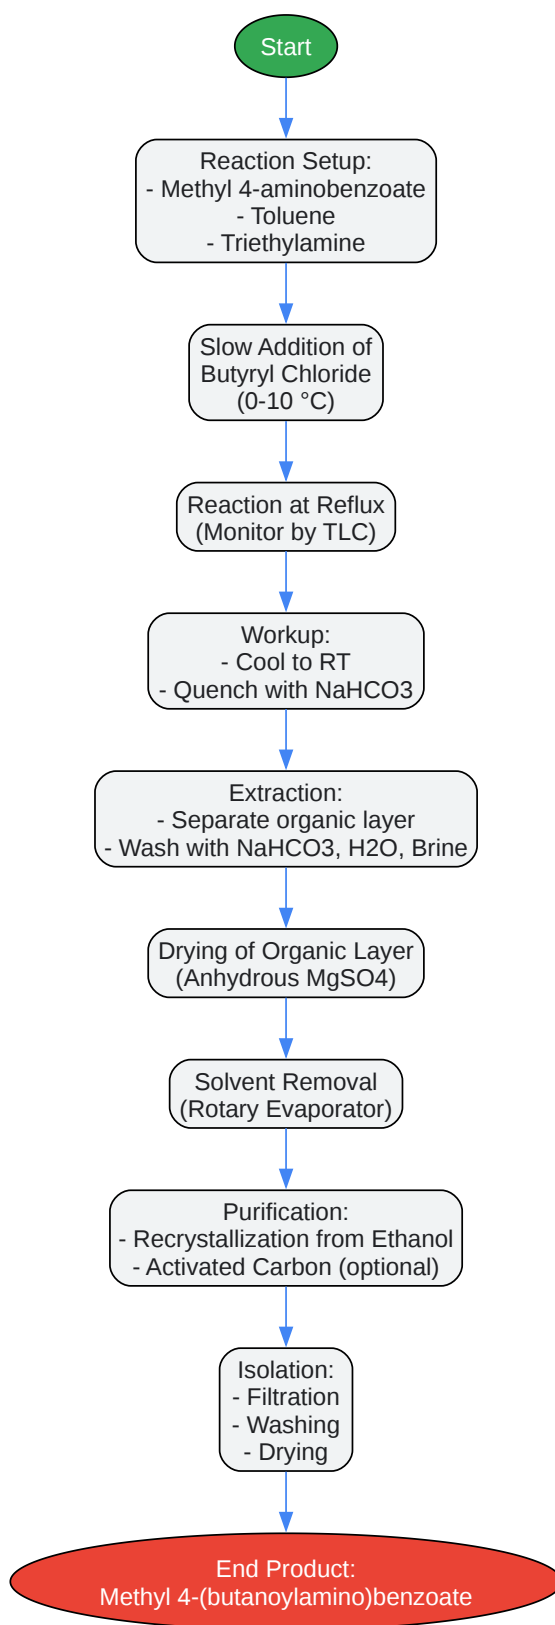 Start
Reaction Setup:
- Methyl 4-aminobenzoate
- Toluene
- Triethylamine
Slow Addition of
Butyryl Chloride
(0-10 °C)
Reaction at Reflux
(Monitor by TLC)
Workup:
- Cool to RT
- Quench with NaHCO3
Extraction:
- Separate organic layer
- Wash with NaHCO3, H2O, Brine
Drying of Organic Layer
(Anhydrous MgSO4)
Solvent Removal
(Rotary Evaporator)
Purification:
- Recrystallization from Ethanol
- Activated Carbon (optional)
Isolation:
- Filtration
- Washing
- Drying
End Product:
Methyl 4-(butanoylamino)benzoate